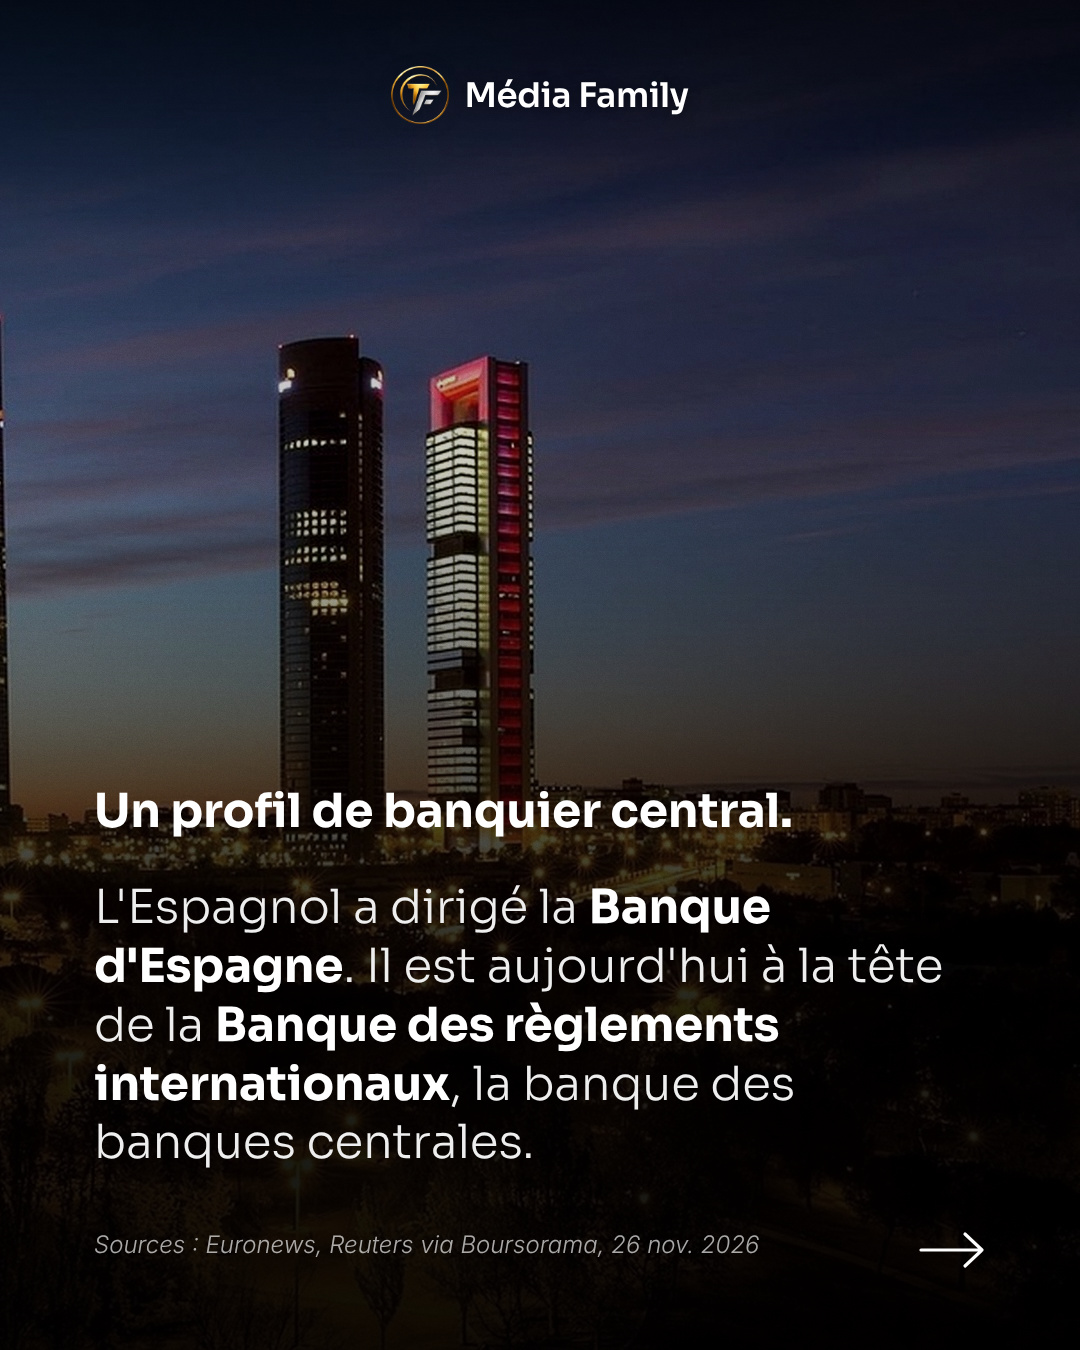 TF Média Family
Un profil de banquier central.
L'Espagnol a dirigé la Banque
d'Espagne. Il est aujourd'hui à la tête
de la Banque des règlements
internationaux, la banque des
banques centrales.
Sources : Euronews, Reuters via Boursorama, 26 nov. 2026